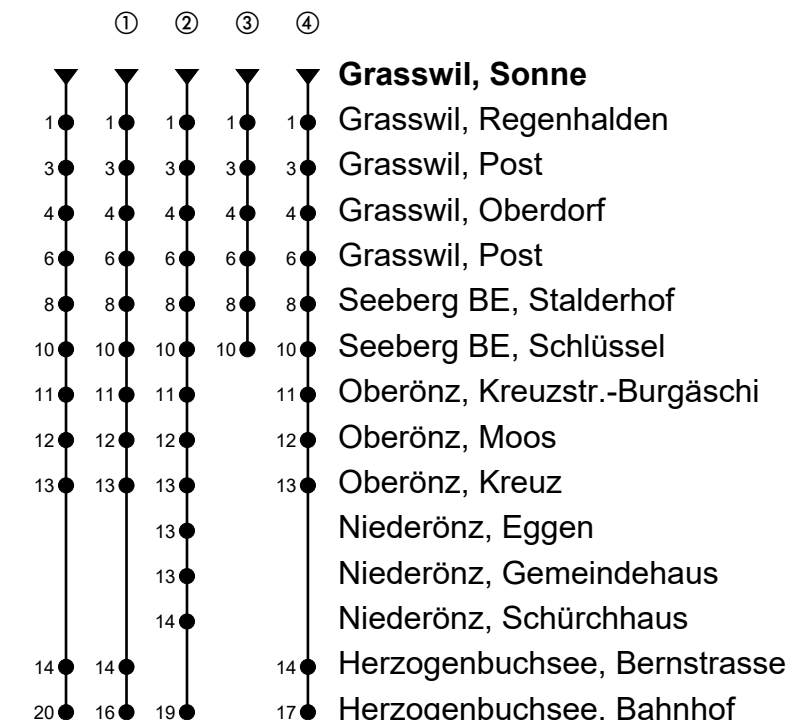 ① ② ③ ④
Grasswil, Sonne
1 1 1 1 1 Grasswil, Regenhalden
3 3 3 3 3 Grasswil, Post
4 4 4 4 4 Grasswil, Oberdorf
6 6 6 6 6 Grasswil, Post
8 8 8 8 8 Seeberg BE, Stalderhof
10 10 10 10 10 Seeberg BE, Schlüssel
11 11 11 11 Oberönz, Kreuzstr.-Burgäschi
12 12 12 12 Oberönz, Moos
13 13 13 13 Oberönz, Kreuz
13 Niederönz, Eggen
13 Niederönz, Gemeindehaus
14 Niederönz, Schürchhaus
14 14 14 Herzogenbuchsee, Bernstrasse
20 16 19 17 Herzogenbuchsee, Bahnhof